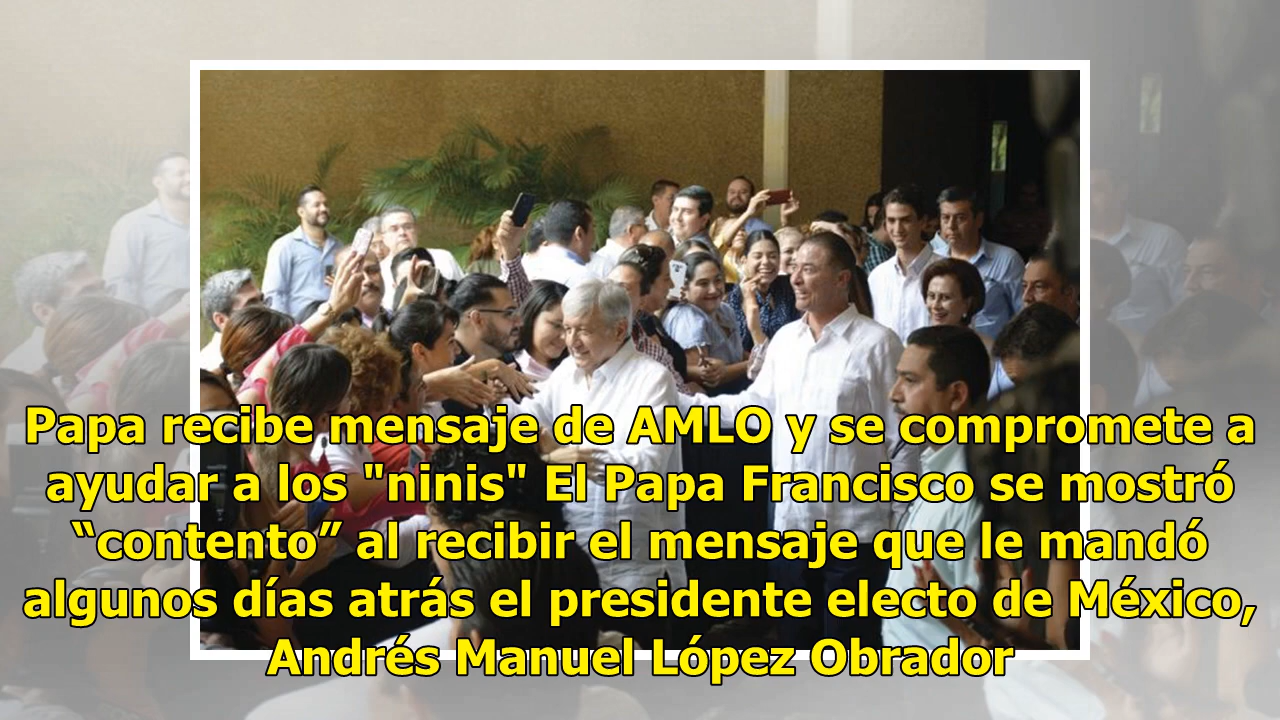 Papa recibe mensaje de AMLO y se compromete a
ayudar a los "ninis" El Papa Francisco se mostró
“contento” al recibir el mensaje que le mandó
algunos días atrás el presidente electo de México,
Andrés Manuel López Obrador